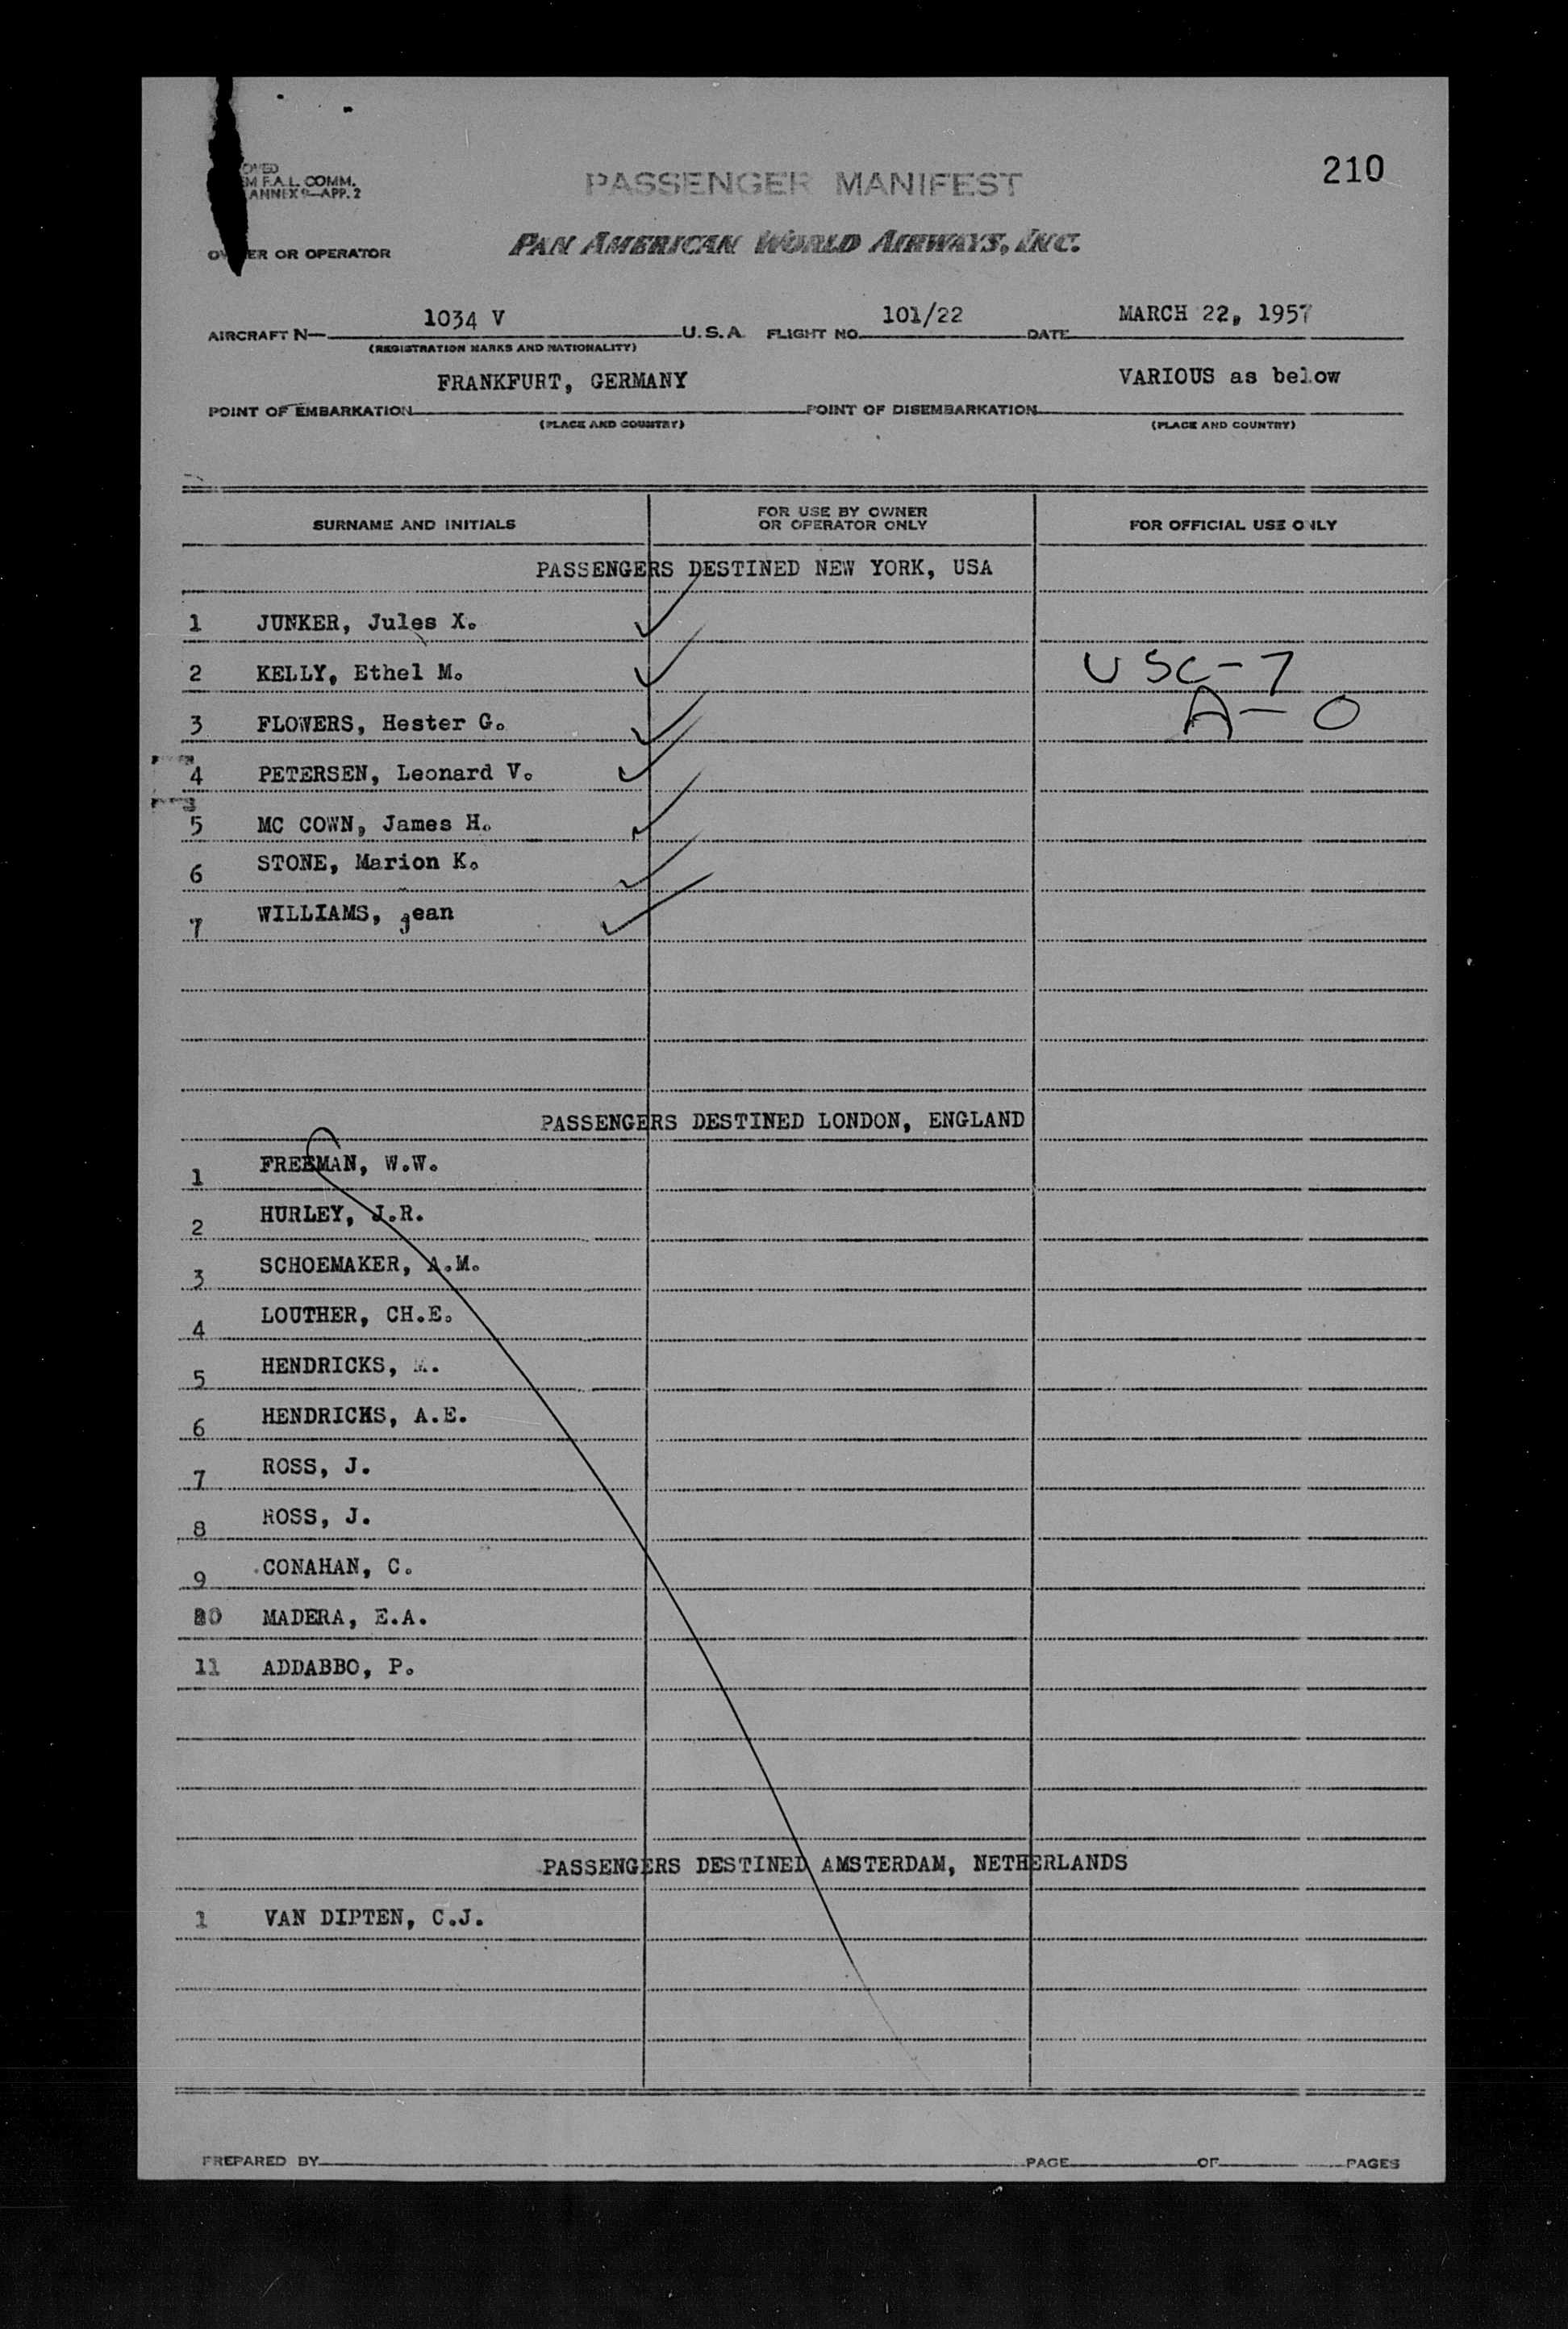 210
OVED
M F.A.L. COMM.
ANNEX 9—APP. 2
PASSENGER MANIFEST
OWNER OR OPERATOR
PAN AMERICAN WORLD AIRWAYS, INC.
AIRCRAFT N— 1034 V U.S.A. FLIGHT NO. 101/22 DATE MARCH 22, 1957
(REGISTRATION MARKS AND NATIONALITY)
POINT OF EMBARKATION FRANKFURT, GERMANY POINT OF DISEMBARKATION VARIOUS as below
(PLACE AND COUNTRY) (PLACE AND COUNTRY)
SURNAME AND INITIALS FOR USE BY OWNER OR OPERATOR ONLY FOR OFFICIAL USE ONLY
PASSENGERS DESTINED NEW YORK, USA
1 JUNKER, Jules X.
2 KELLY, Ethel M. USC-7
3 FLOWERS, Hester G. A-0
4 PETERSEN, Leonard V.
5 MC COWN, James H.
6 STONE, Marion K.
7 WILLIAMS, jean
PASSENGERS DESTINED LONDON, ENGLAND
1 FREEMAN, W.W.
2 HURLEY, J.R.
3 SCHOEMAKER, A.M.
4 LOUTHER, CH.E.
5 HENDRICKS,
6 HENDRICKS, A.E.
7 ROSS, J.
8 ROSS, J.
9 CONAHAN, C.
10 MADERA, E.A.
11 ADDABBO, P.
PASSENGERS DESTINED AMSTERDAM, NETHERLANDS
1 VAN DIPTEN, C.J.
PREPARED BY PAGE OF PAGES